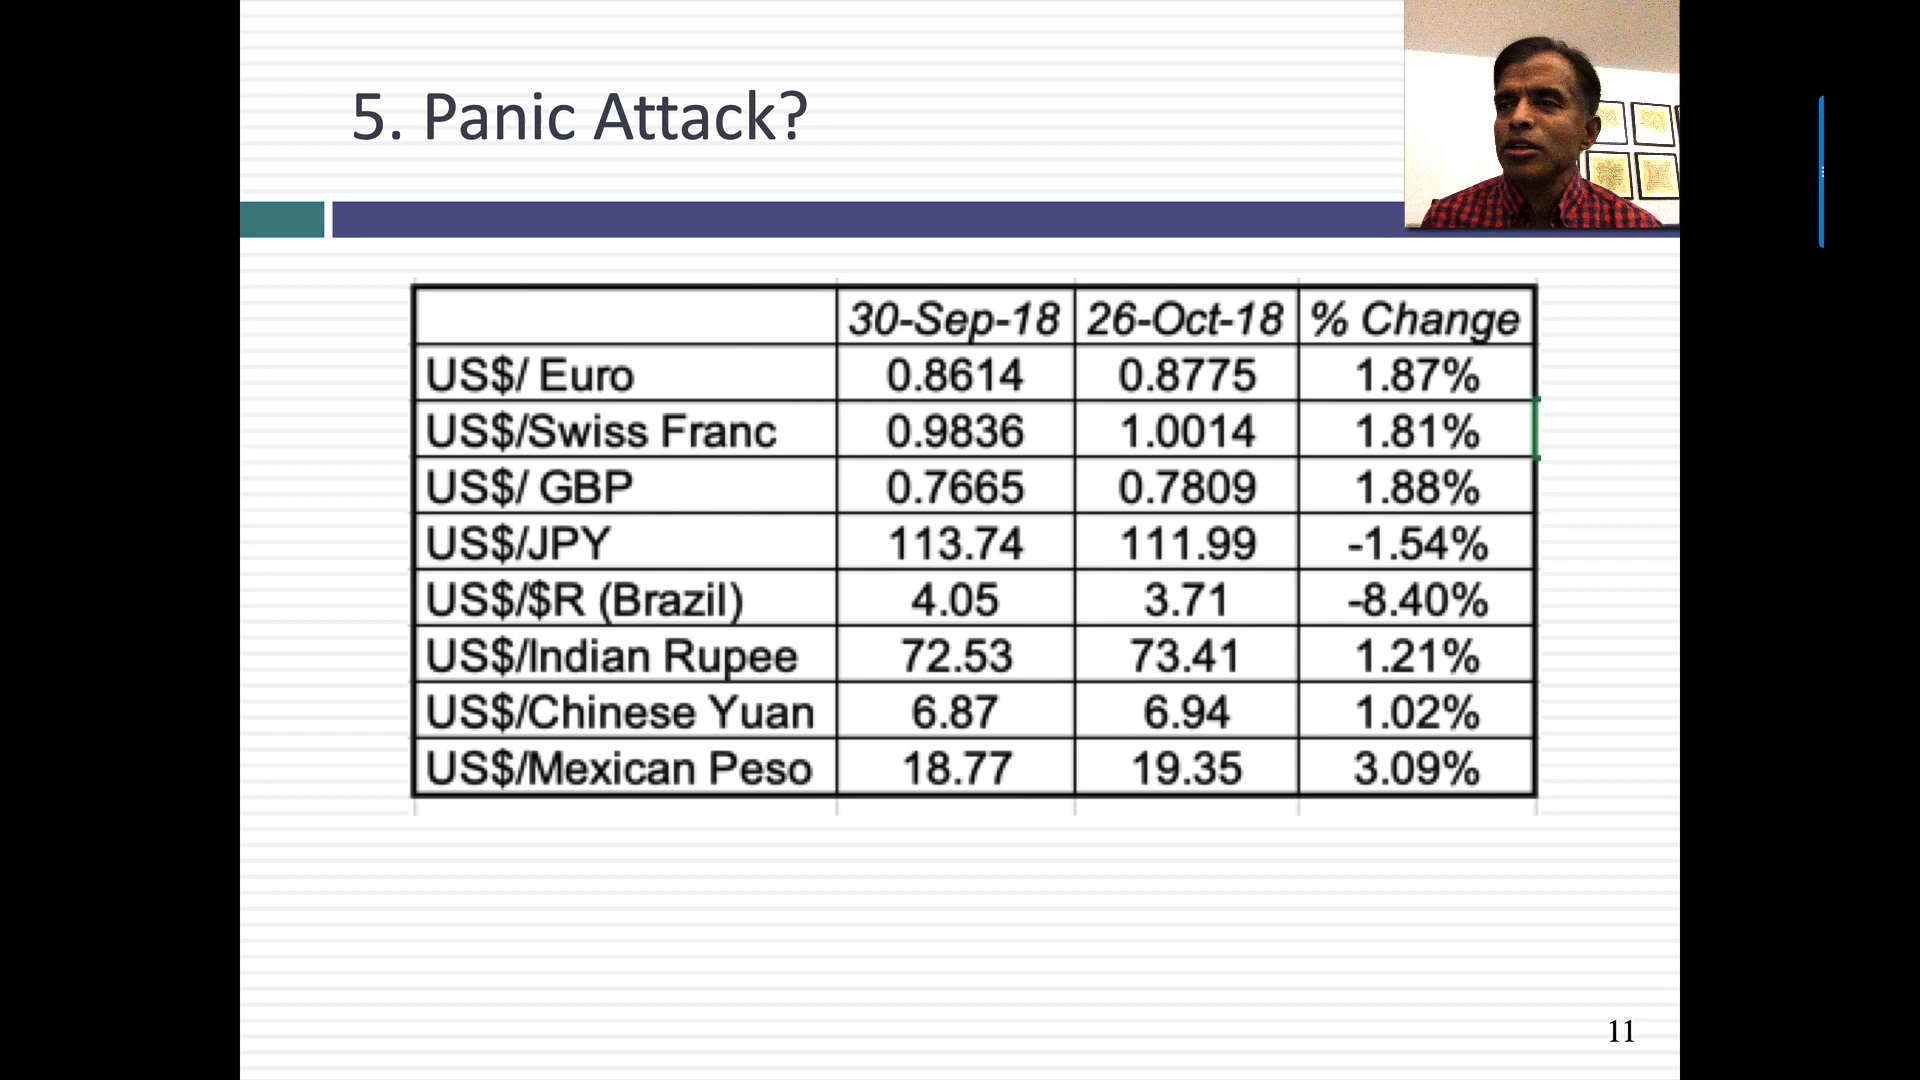 5. Panic Attack?
30-Sep-18 26-Oct-18 % Change
US$/ Euro 0.8614 0.8775 1.87%
US$/Swiss Franc 0.9836 1.0014 1.81%
US$/ GBP 0.7665 0.7809 1.88%
US$/JPY 113.74 111.99 -1.54%
US$/$R (Brazil) 4.05 3.71 -8.40%
US$/Indian Rupee 72.53 73.41 1.21%
US$/Chinese Yuan 6.87 6.94 1.02%
US$/Mexican Peso 18.77 19.35 3.09%
11